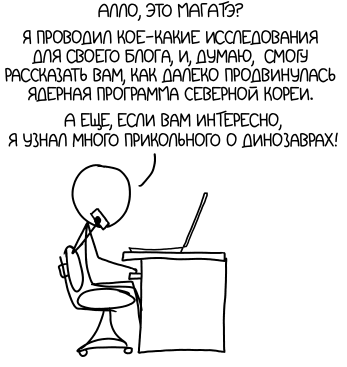 АЛЛО, ЭТО МАГАТЭ?
Я ПРОВОДИЛ КОЕ-КАКИЕ ИССЛЕДОВАНИЯ
ДЛЯ СВОЕГО БЛОГА, И, ДУМАЮ, СМОГУ
РАССКАЗАТЬ ВАМ, КАК ДАЛЕКО ПРОДВИНУЛАСЬ
ЯДЕРНАЯ ПРОГРАММА СЕВЕРНОЙ КОРЕИ.
А ЕЩЕ, ЕСЛИ ВАМ ИНТЕРЕСНО,
Я УЗНАЛ МНОГО ПРИКОЛЬНОГО О ДИНОЗАВРАХ!